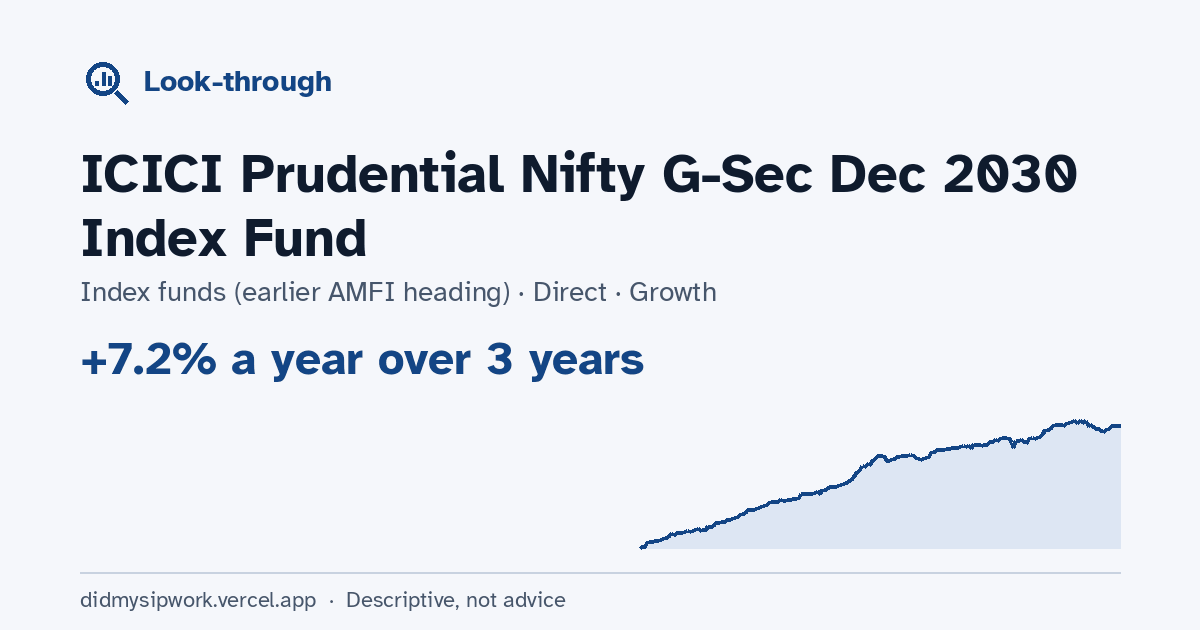 Look-through
ICICI Prudential Nifty G-Sec Dec 2030
Index Fund
Index funds (earlier AMFI heading) · Direct · Growth
+7.2% a year over 3 years
didmysipwork.vercel.app · Descriptive, not advice